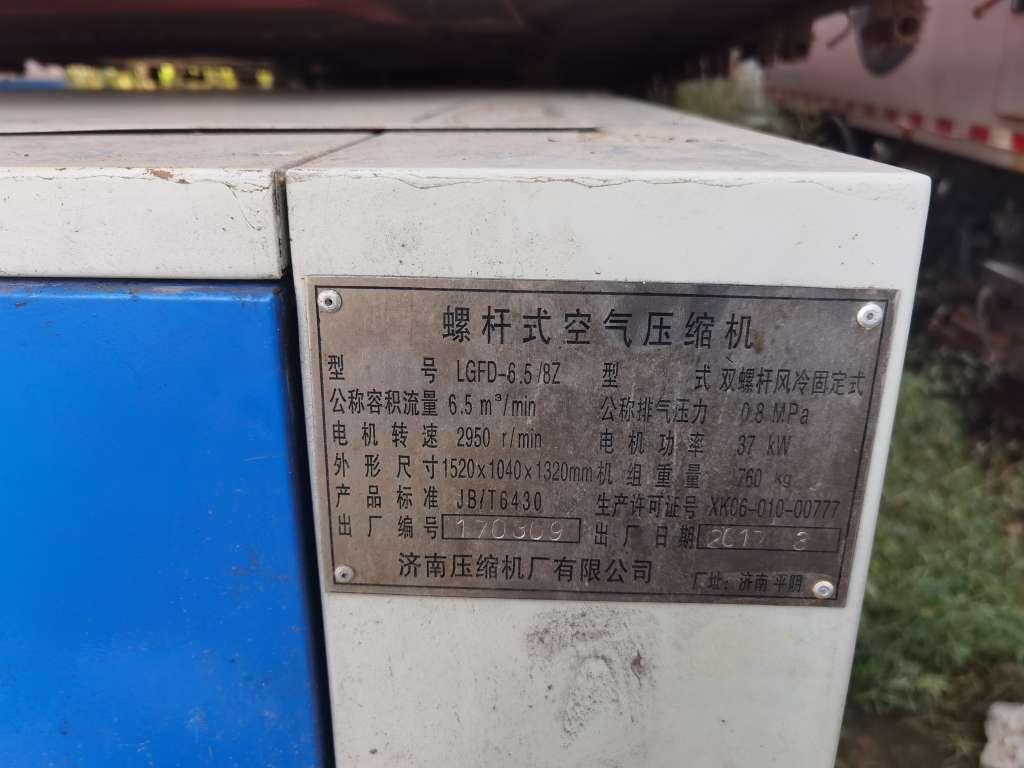 螺杆式空气压缩机
型号 LGFD-6.5/8Z 型式 双螺杆风冷固定式
公称容积流量 6.5 m³/min 公称排气压力 0.8 MPa
电机转速 2950 r/min 电机功率 37 kW
外形尺寸 1520×1040×1320mm 机组重量 760 kg
产品标准 JB/T6430 生产许可证号 XK06-010-00777
出厂编号 170309 出厂日期 2017 3
济南压缩机厂有限公司 厂址：济南 平阴